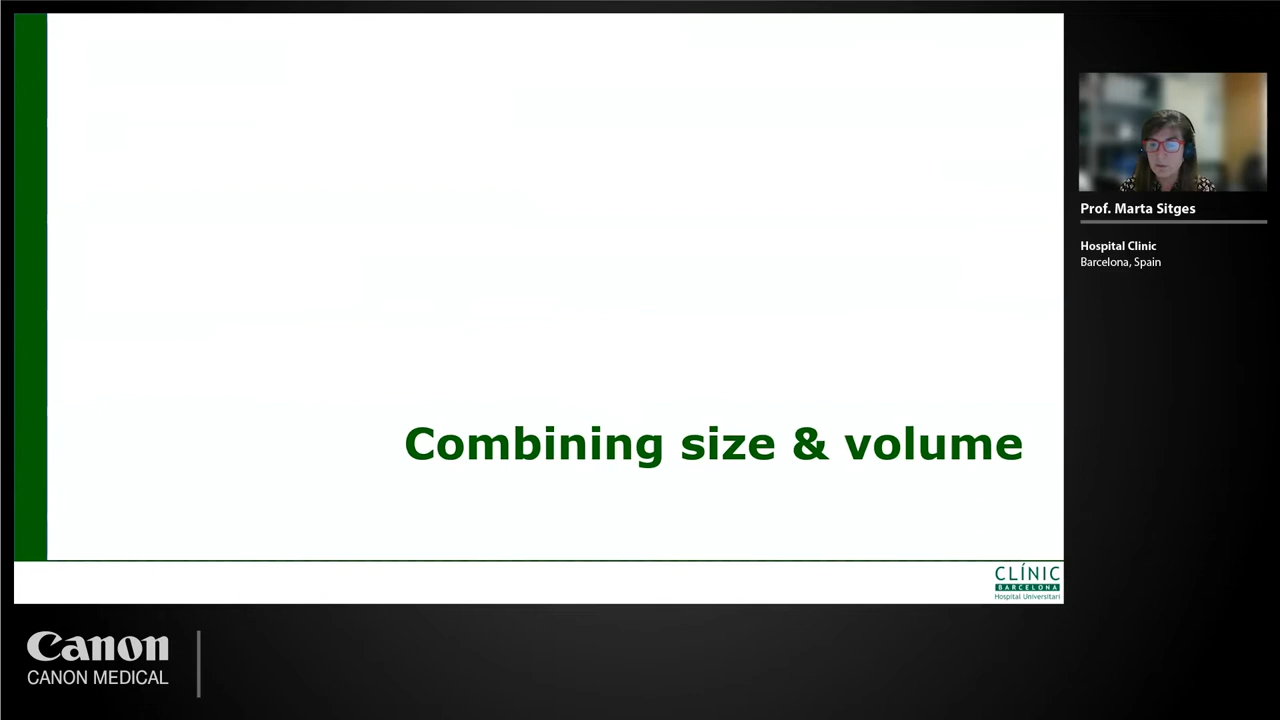 Combining size & volume
CLÍNIC
BARCELONA
Hospital Universitari
Prof. Marta Sitges
Hospital Clinic
Barcelona, Spain
Canon
CANON MEDICAL